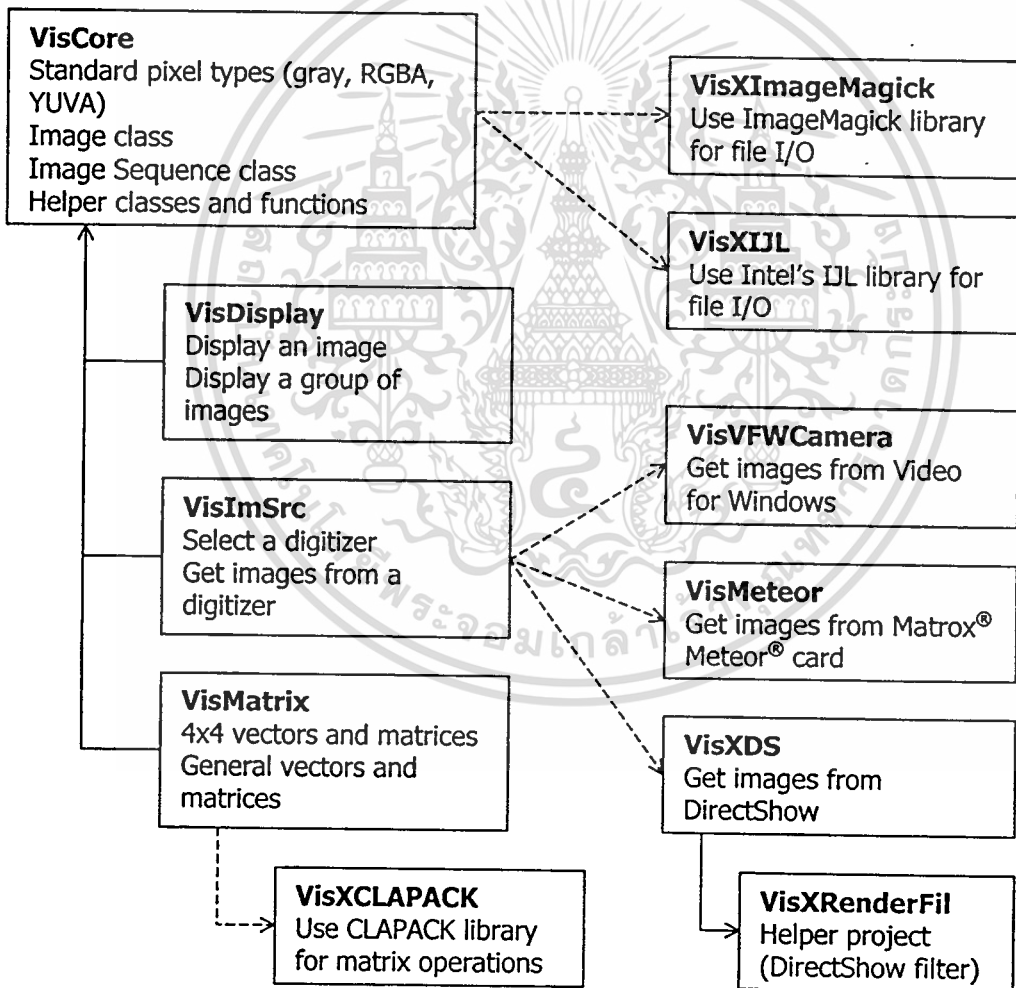 VisCore
Standard pixel types (gray, RGBA,
YUVA)
Image class
Image Sequence class
Helper classes and functions
VisXImageMagick
Use ImageMagick library
for file I/O
VisXIJL
Use Intel's IJL library for
file I/O
VisDisplay
Display an image
Display a group of
images
VisImSrc
Select a digitizer
Get images from a
digitizer
VisVFWCamera
Get images from Video
for Windows
VisMeteor
Get images from Matrox®
Meteor® card
VisMatrix
4x4 vectors and matrices
General vectors and
matrices
VisXDS
Get images from
DirectShow
VisXCLAPACK
Use CLAPACK library
for matrix operations
VisXRenderFil
Helper project
(DirectShow filter)